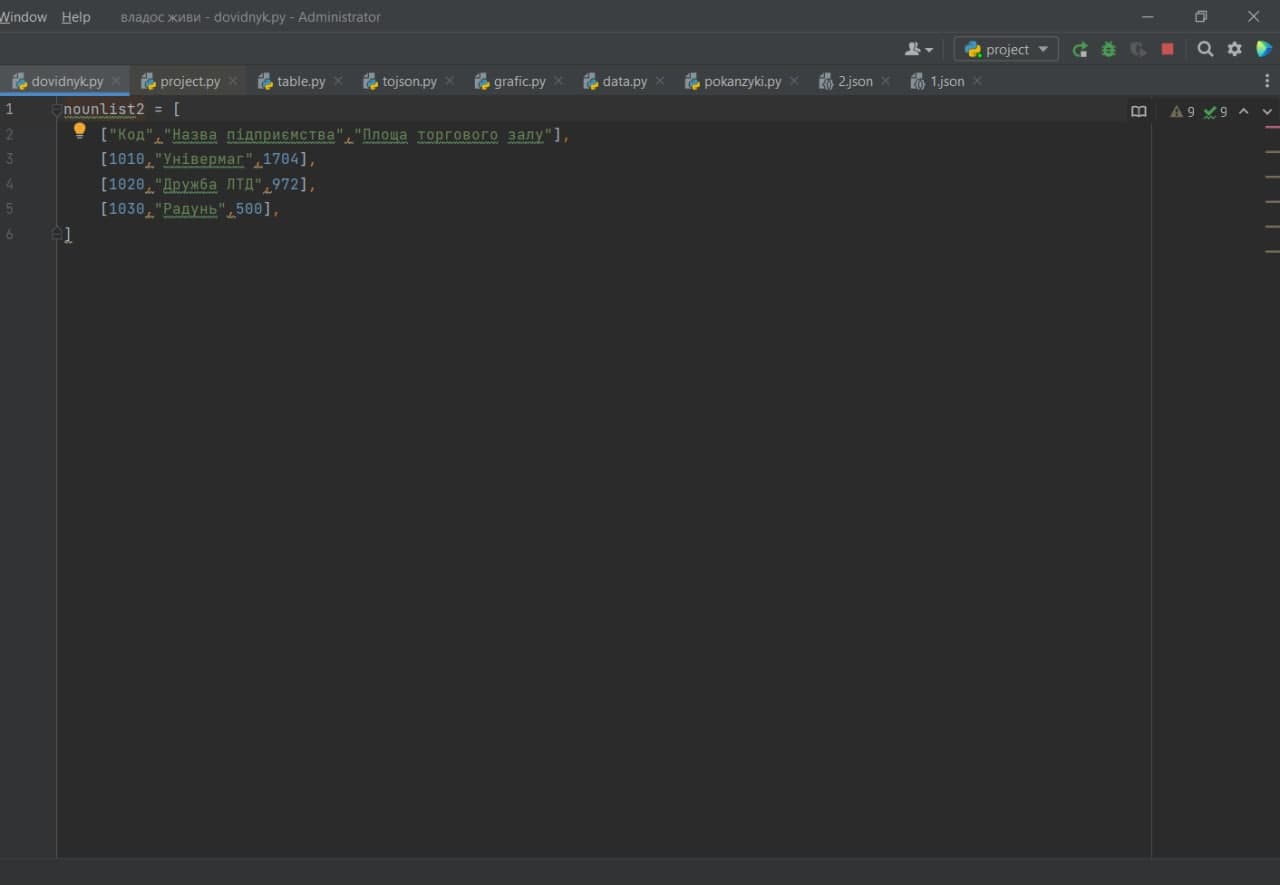 Window Help владос живи - dovidnyk.py - Administrator
project
dovidnyk.py project.py table.py tojson.py grafic.py data.py pokanzyki.py 2.json 1.json
1 nounlist2 = [ 9 9
2 ["Код","Назва підприємства","Площа торгового залу"],
3 [1010,"Універмаг",1704],
4 [1020,"Дружба ЛТД",972],
5 [1030,"Радунь",500],
6 ]